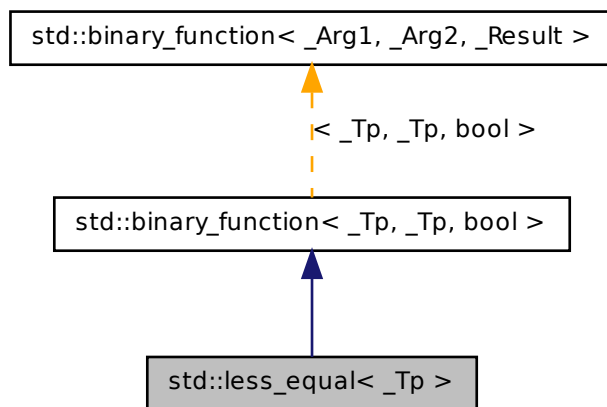 std::binary_function< _Arg1, _Arg2, _Result >
< _Tp, _Tp, bool >
std::binary_function< _Tp, _Tp, bool >
std::less_equal< _Tp >